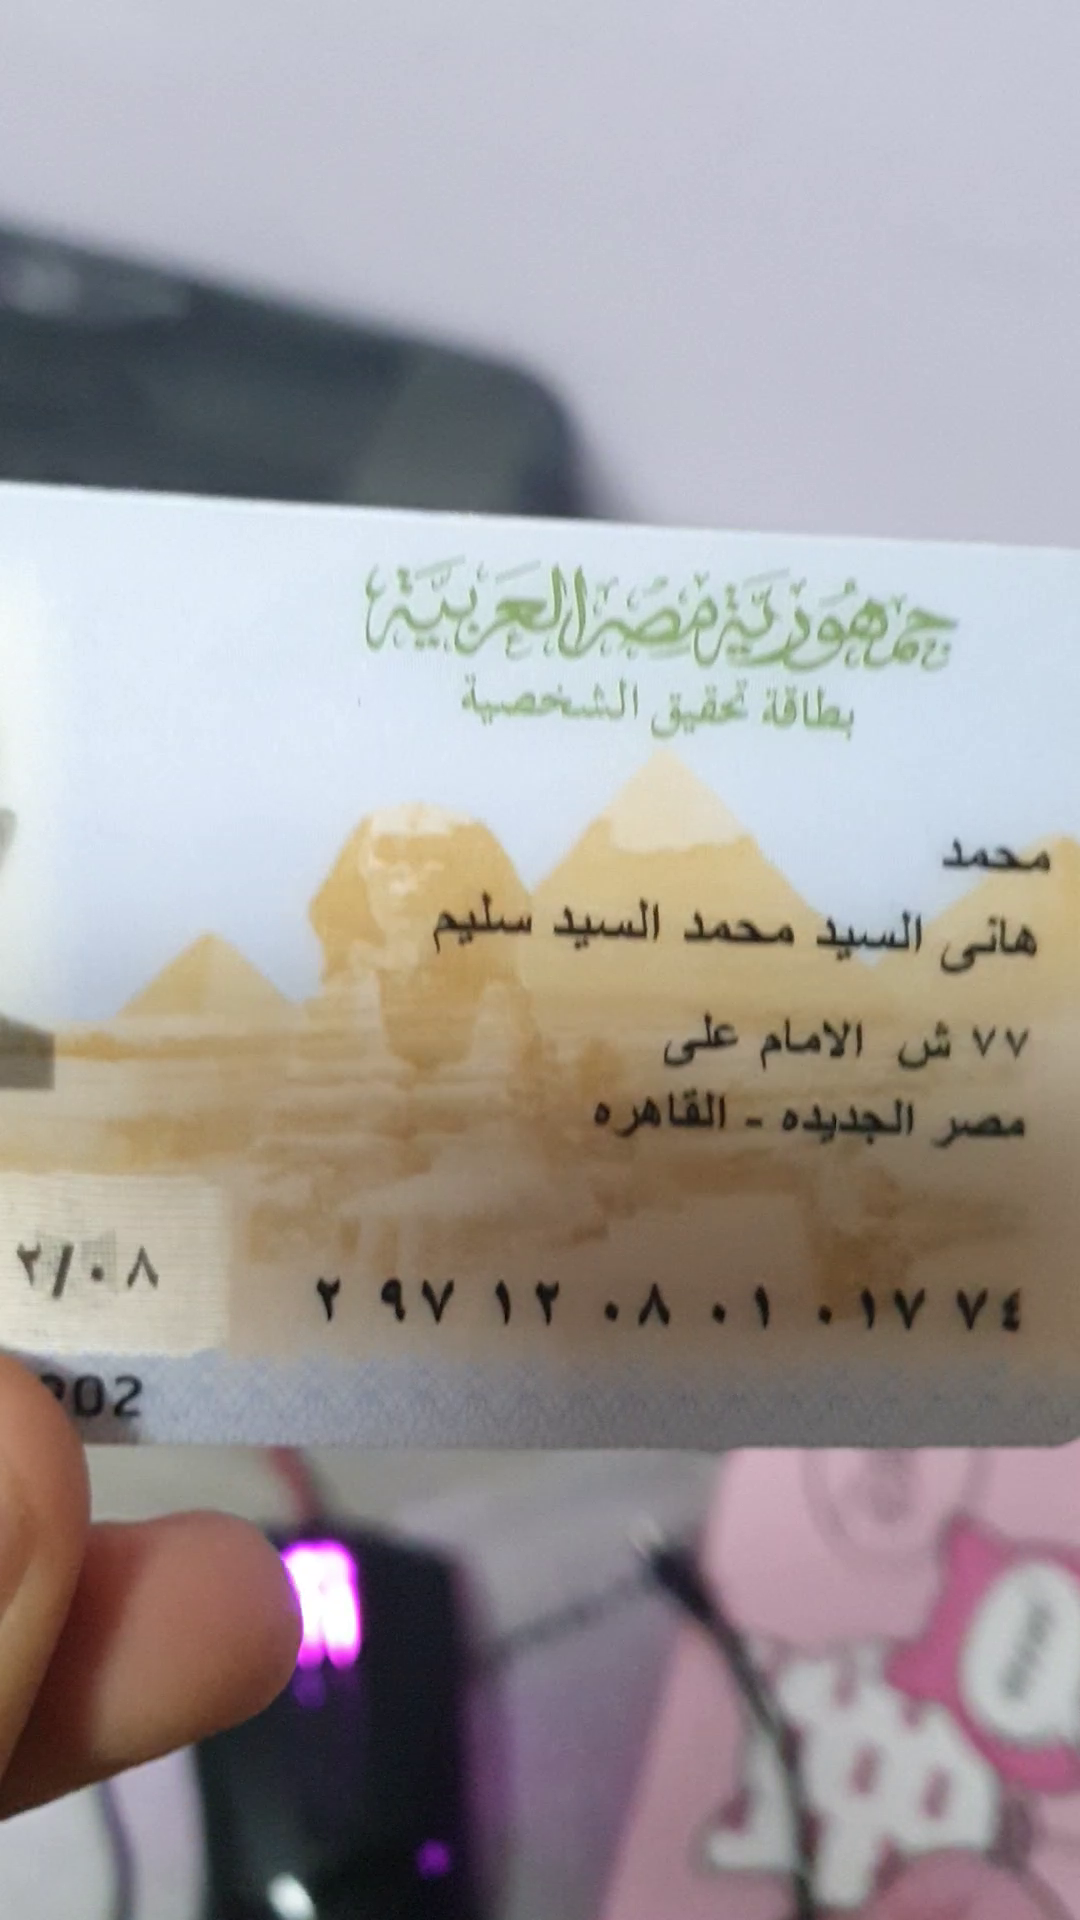 جمهورية مصر العربية
بطاقة تحقيق الشخصية
محمد
هانى السيد محمد السيد سليم
٧٧ ش الامام على
مصر الجديده - القاهره
٢ ٩٧ ١٢ ٠٨ ٠١ ٠١٧ ٧٤
٢/٠٨
202